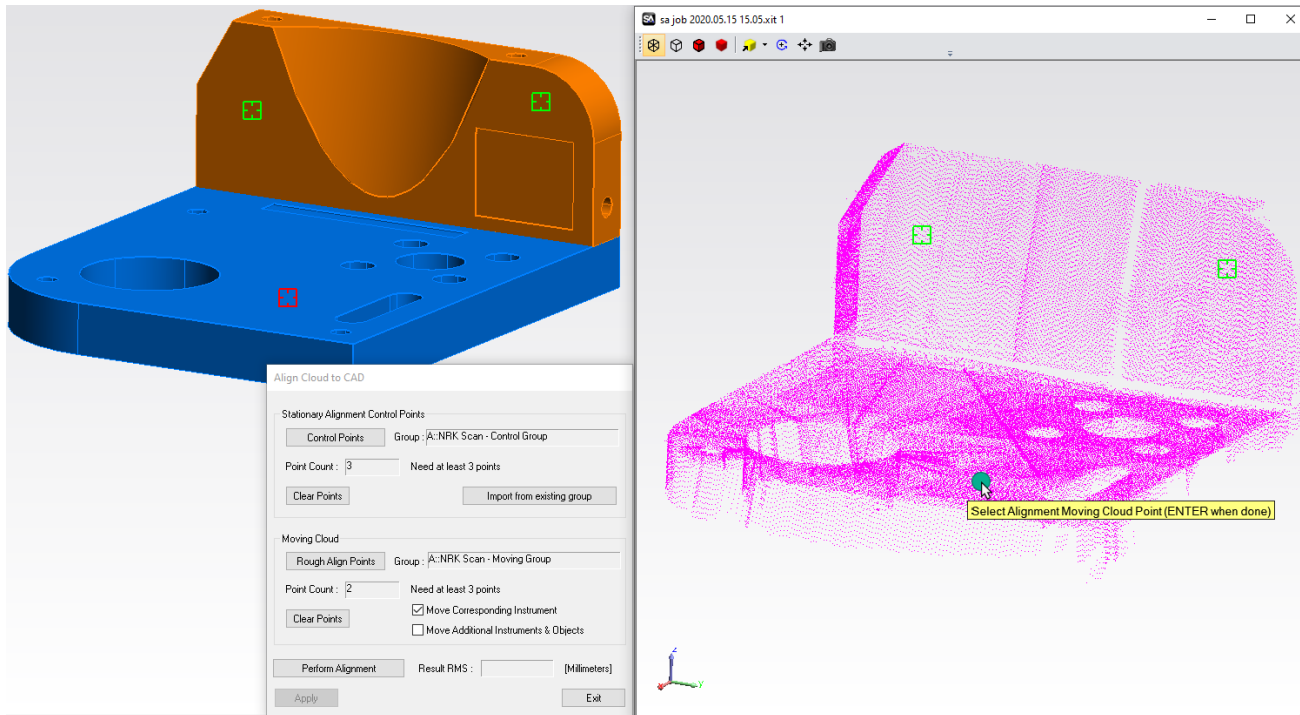 SA sa job 2020.05.15 15.05.xit 1
Align Cloud to CAD
Stationary Alignment Control Points
Control Points Group : A::NRK Scan - Control Group
Point Count : 3 Need at least 3 points
Clear Points Import from existing group
Moving Cloud
Rough Align Points Group : A::NRK Scan - Moving Group
Point Count : 2 Need at least 3 points
Move Corresponding Instrument
Clear Points
Move Additional Instruments & Objects
Perform Alignment Result RMS : [Millimeters]
Apply Exit
Select Alignment Moving Cloud Point (ENTER when done)
Z
Y